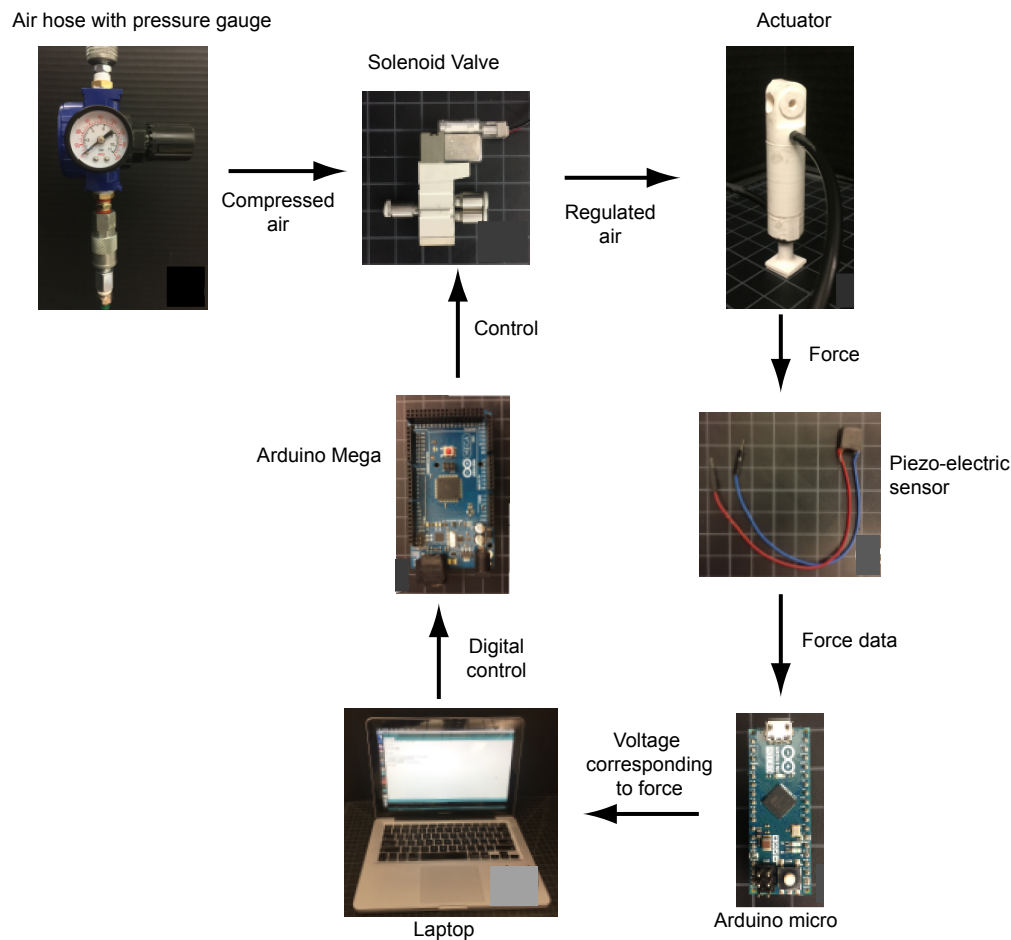 Air hose with pressure gauge
Actuator
Solenoid Valve
Compressed
air
Regulated
air
Control
Force
Arduino Mega
Piezo-electric
sensor
Digital
control
Force data
Voltage
corresponding
to force
Laptop
Arduino micro